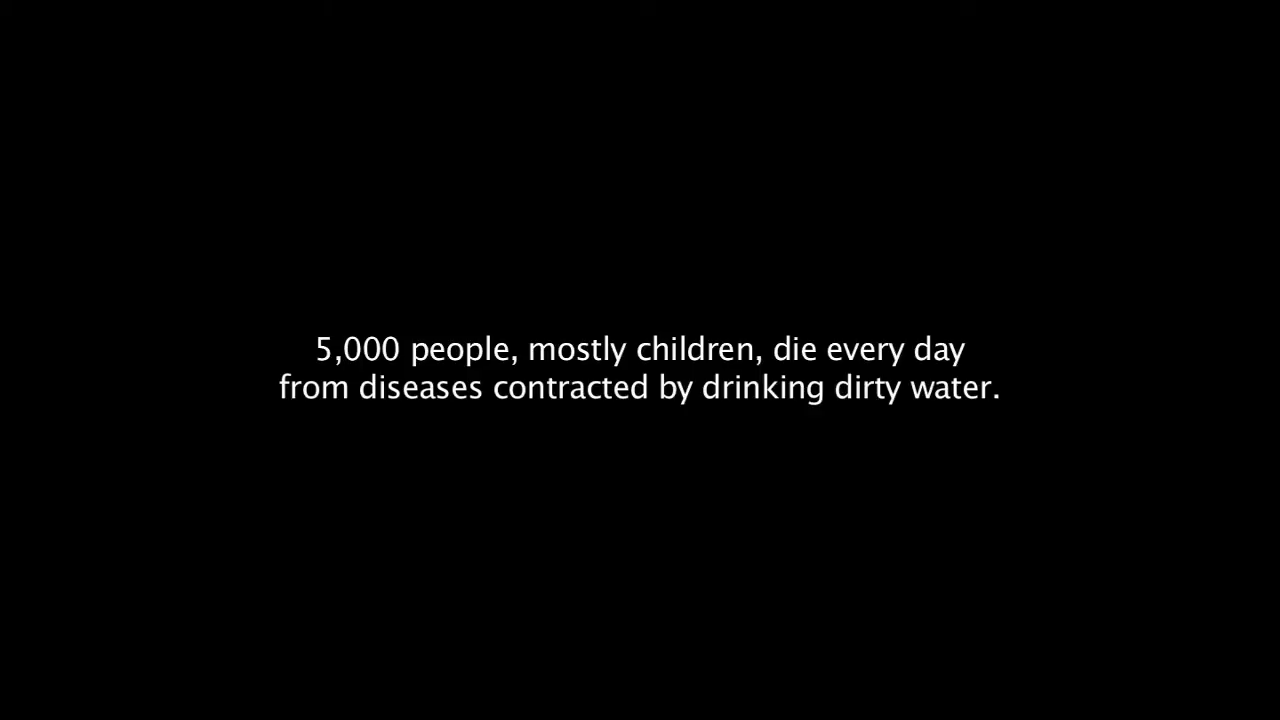 5,000 people, mostly children, die every day
from diseases contracted by drinking dirty water.